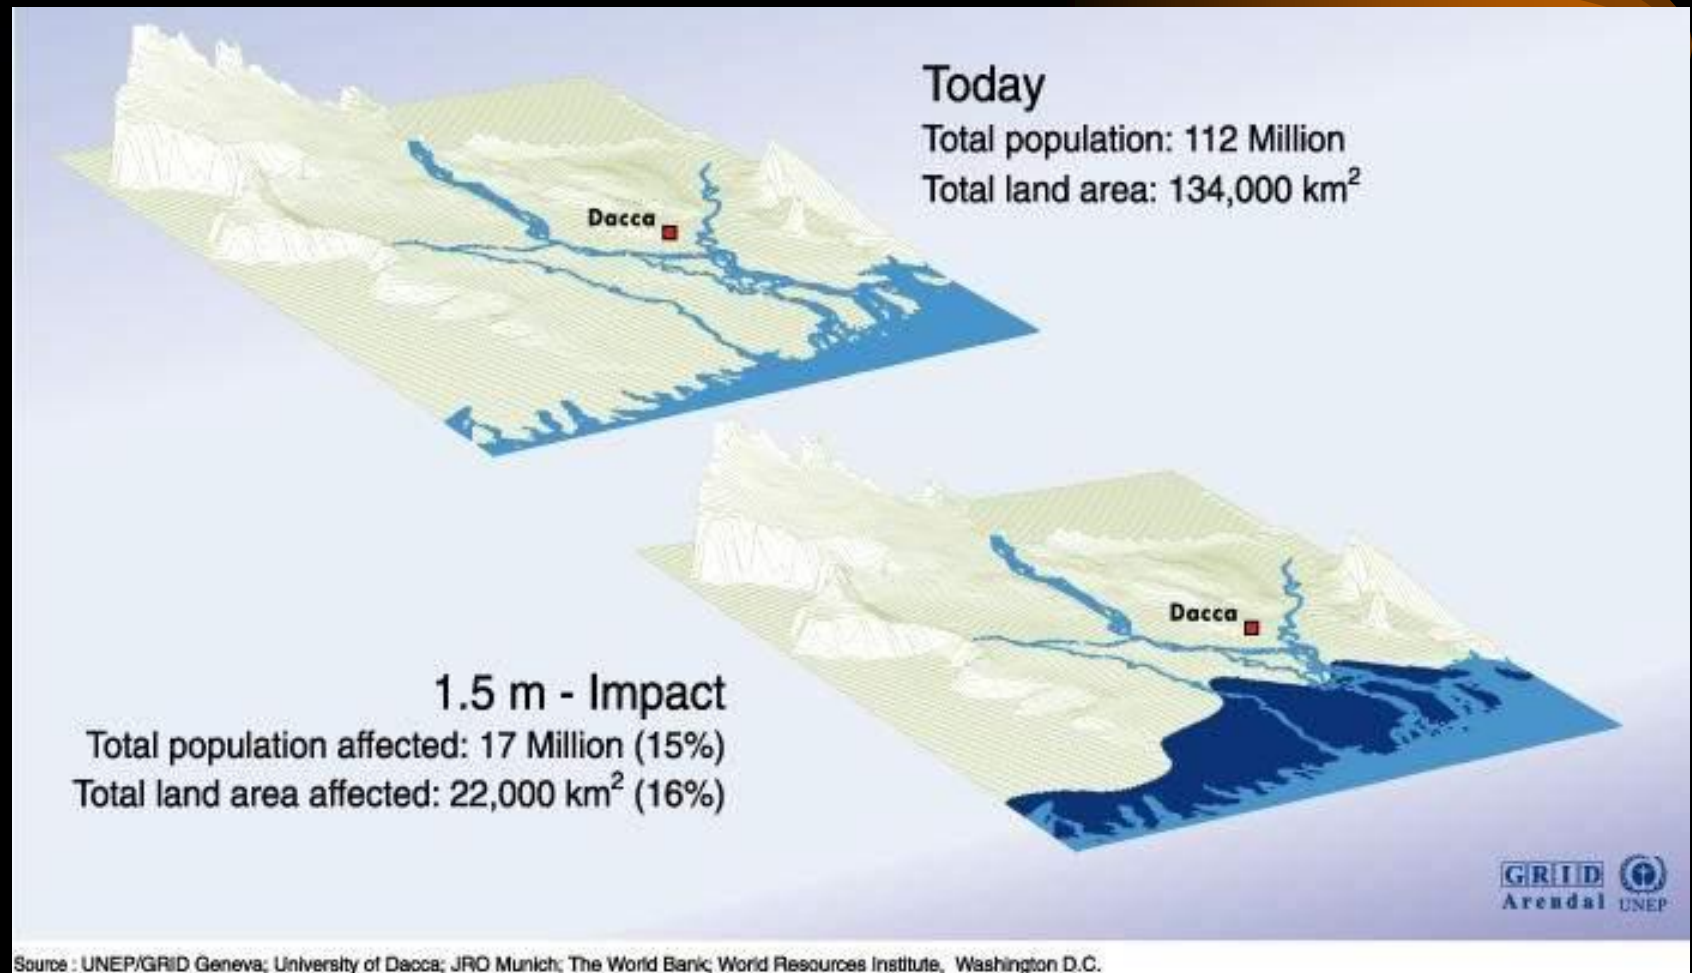 Today
Total population: 112 Million
Total land area: 134,000 km²
Dacca
Dacca
1.5 m - Impact
Total population affected: 17 Million (15%)
Total land area affected: 22,000 km² (16%)
GRID
Arendal
UNEP
Source : UNEP/GRID Geneva; University of Dacca; JRO Munich; The World Bank; World Resources Institute, Washington D.C.